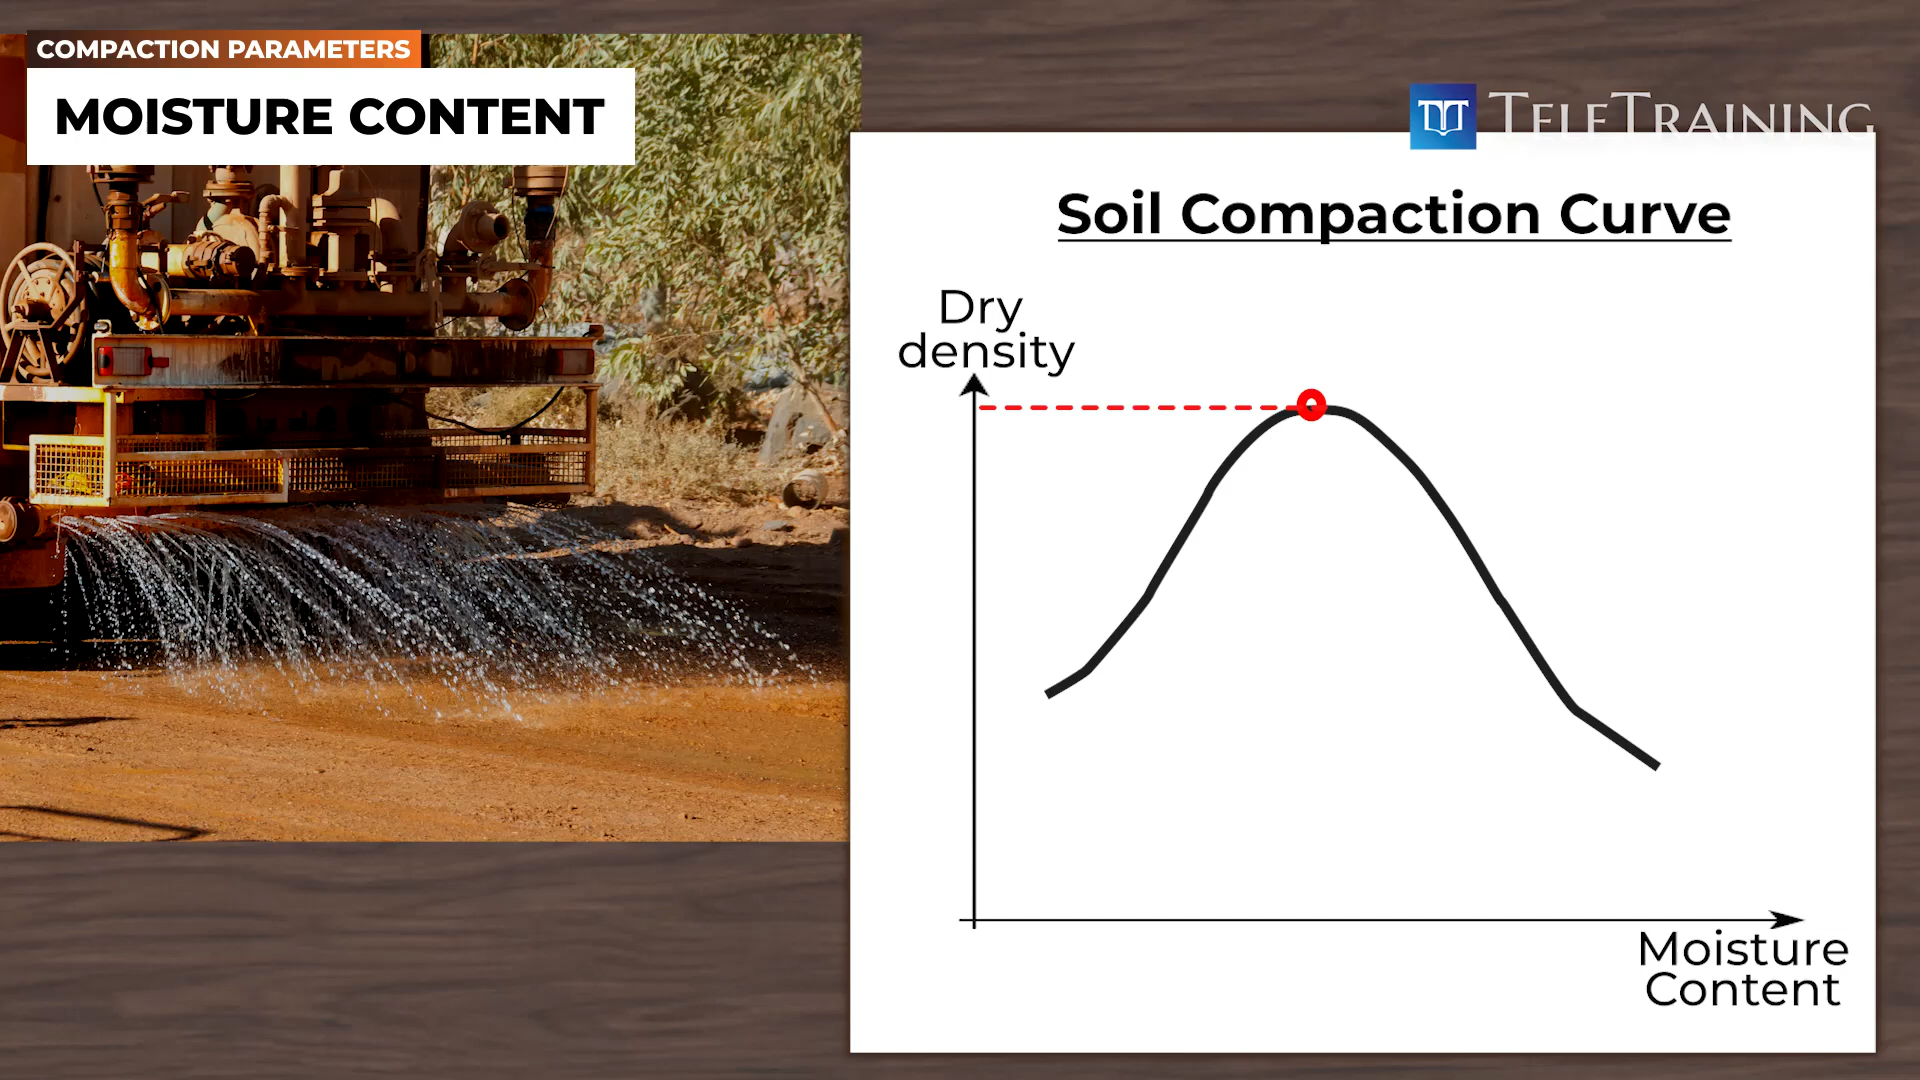 COMPACTION PARAMETERS
MOISTURE CONTENT
TELETRAINING
Soil Compaction Curve
Dry
density
Moisture
Content